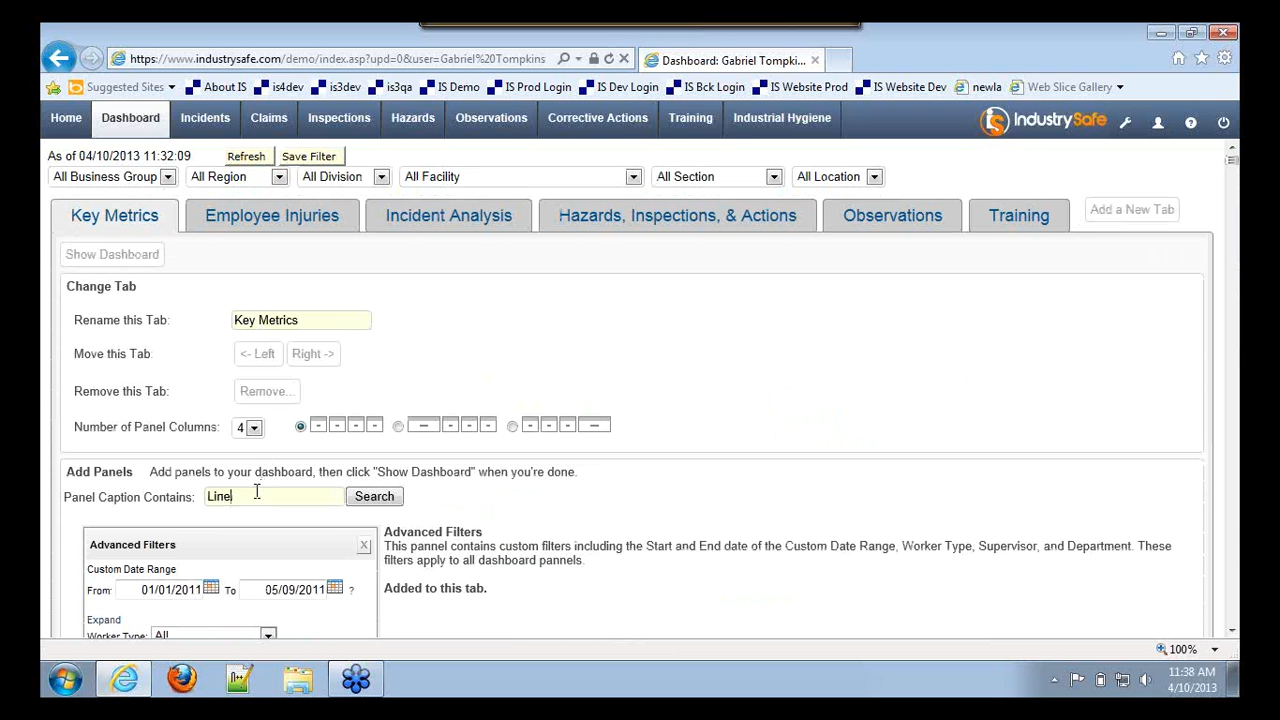 https://www.industrysafe.com/demo/index.asp?upd=0&user=Gabriel%20Tompkins
Dashboard: Gabriel Tompki...
Suggested Sites
About IS
is4dev
is3dev
is3qa
IS Demo
IS Prod Login
IS Dev Login
IS Bck Login
IS Website Prod
IS Website Dev
newla
Web Slice Gallery
Home
Dashboard
Incidents
Claims
Inspections
Hazards
Observations
Corrective Actions
Training
Industrial Hygiene
IndustrySafe
As of 04/10/2013 11:32:09
Refresh
Save Filter
All Business Group
All Region
All Division
All Facility
All Section
All Location
Key Metrics
Employee Injuries
Incident Analysis
Hazards, Inspections, & Actions
Observations
Training
Add a New Tab
Show Dashboard
Change Tab
Rename this Tab: Key Metrics
Move this Tab: <- Left Right ->
Remove this Tab: Remove...
Number of Panel Columns: 4
Add Panels Add panels to your dashboard, then click "Show Dashboard" when you're done.
Panel Caption Contains: Line Search
Advanced Filters X
Custom Date Range
From: 01/01/2011 To 05/09/2011 ?
Expand
Worker Type: All
Advanced Filters
This pannel contains custom filters including the Start and End date of the Custom Date Range, Worker Type, Supervisor, and Department. These
filters apply to all dashboard pannels.
Added to this tab.
100%
11:38 AM
4/10/2013